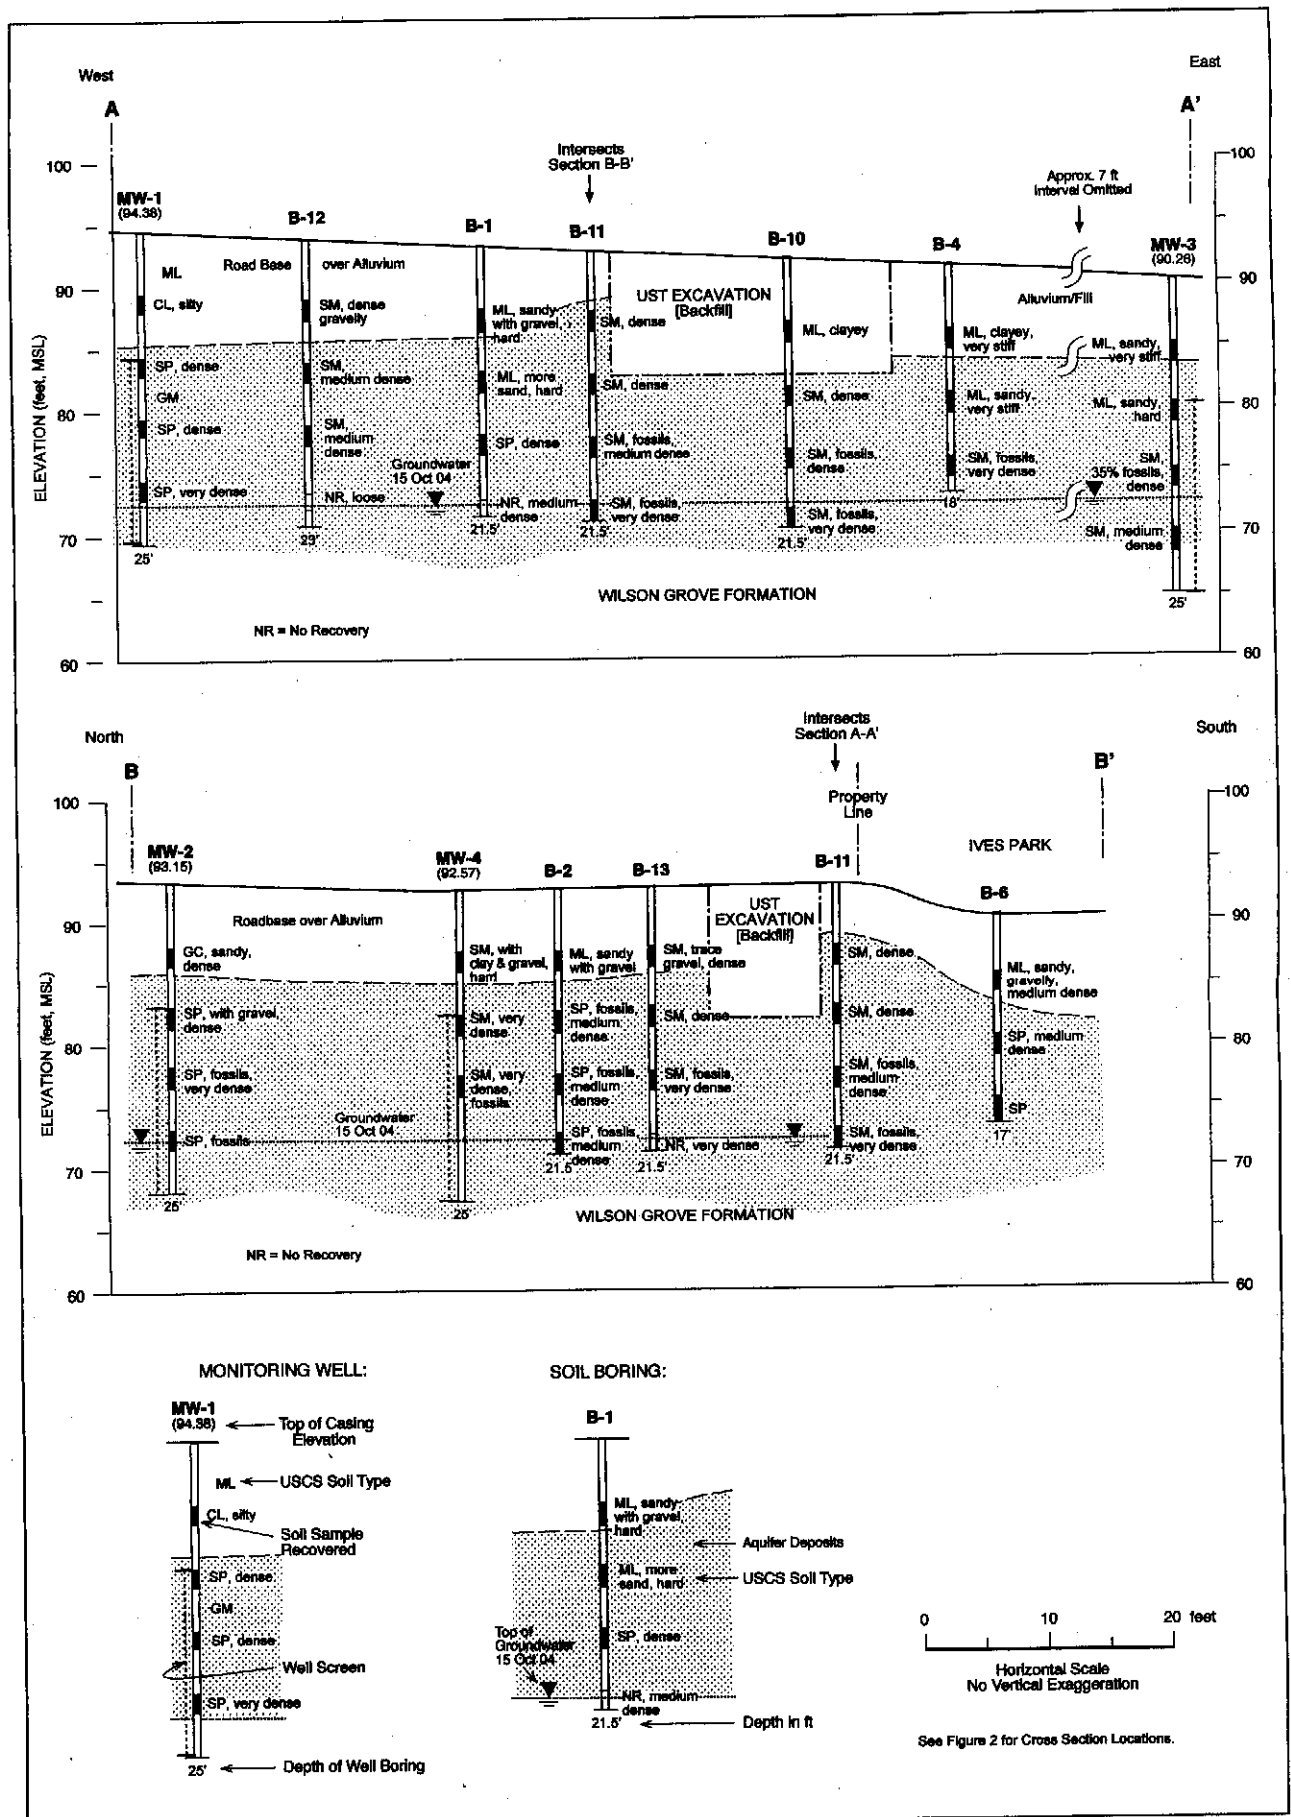 West
East
A
A'
Intersects
Section B-B'
Approx. 7 ft
Interval Omitted
100
100
MW-1
(94.38)
B-12
B-1
B-11
B-10
B-4
MW-3
(90.26)
ML
Road Base
over Alluvium
UST EXCAVATION
[Backfill]
Alluvium/Fill
90
90
CL, silty
SM, dense
gravelly
ML, sandy
with gravel,
hard
SM, dense
ML, clayey
ML, clayey,
very stiff
ML, sandy,
very stiff
SP, dense
GM
SM,
medium dense
ML, more
sand, hard
SM, dense
SM, dense
ML, sandy,
very stiff
ML, sandy,
hard
80
80
ELEVATION (feet, MSL)
SP, dense
SM,
medium
dense
SP, dense
SM, fossils,
medium dense
SM, fossils,
dense
SM, fossils,
very dense
SM,
35% fossils,
dense
Groundwater
15 Oct 04
SP, very dense
NR, loose
NR, medium
dense
SM, fossils,
very dense
SM, fossils,
very dense
SM, medium
dense
18'
70
70
25'
23'
21.5'
21.5'
21.5'
25'
WILSON GROVE FORMATION
NR = No Recovery
60
60
North
South
B
B'
Intersects
Section A-A'
Property
Line
IVES PARK
100
100
MW-2
(93.15)
MW-4
(92.57)
B-2
B-13
B-11
B-6
Roadbase over Alluvium
UST
EXCAVATION
[Backfill]
90
90
GC, sandy,
dense
SM, with
clay & gravel,
hard
ML, sandy
with gravel
SM, trace
gravel, dense
SM, dense
ML, sandy,
gravelly,
medium dense
SP, with gravel,
dense
SM, very
dense
SP, fossils,
medium
dense
SM, dense
SM, dense
SP, medium
dense
80
80
ELEVATION (feet, MSJ)
SP, fossils,
very dense
SM, very
dense,
fossils
SP, fossils,
medium
dense
SM, fossils,
very dense
SM, fossils,
medium
dense
SP
Groundwater
15 Oct 04
SP, fossils
SP, fossils,
medium
dense
NR, very dense
SM, fossils,
very dense
17'
70
70
25'
25'
21.5'
21.5'
21.5'
WILSON GROVE FORMATION
NR = No Recovery
60
60
MONITORING WELL:
MW-1
(94.38)
Top of Casing
Elevation
ML
USCS Soil Type
CL, silty
Soil Sample
Recovered
SP, dense
GM
SP, dense
Well Screen
SP, very dense
25'
Depth of Well Boring
SOIL BORING:
B-1
ML, sandy
with gravel,
hard
Aquifer Deposits
ML, more
sand, hard
USCS Soil Type
SP, dense
Top of
Groundwater
15 Oct 04
NR, medium
dense
21.5'
Depth in ft
0
10
20 feet
Horizontal Scale
No Vertical Exaggeration
See Figure 2 for Cross Section Locations.